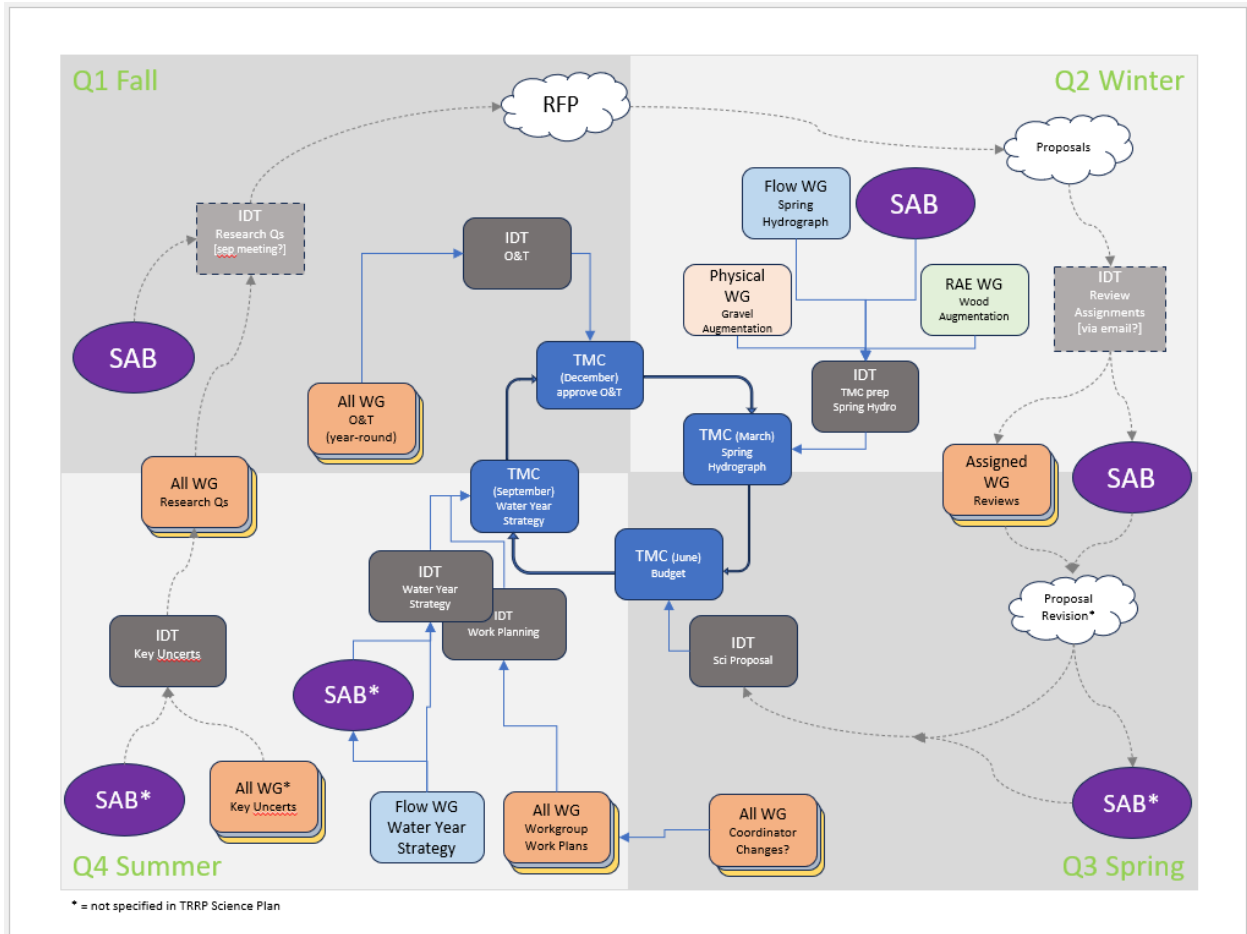 Q1 Fall
Q2 Winter
RFP
Proposals
IDT
Research Qs
[sep meeting?]
SAB
IDT
O&T
All WG
O&T
(year-round)
Flow WG
Spring
Hydrograph
SAB
Physical
WG
Gravel
Augmentation
RAE WG
Wood
Augmentation
IDT
Review
Assignments
[via email?]
TMC
(December)
approve O&T
IDT
TMC prep
Spring Hydro
TMC (March)
Spring
Hydrograph
All WG
Research Qs
TMC
(September)
Water Year
Strategy
Assigned
WG
Reviews
SAB
TMC (June)
Budget
IDT
Water Year
Strategy
IDT
Work Planning
Proposal
Revision*
IDT
Key Uncerts
IDT
Sci Proposal
SAB*
SAB*
All WG*
Key Uncerts
Flow WG
Water Year
Strategy
All WG
Workgroup
Work Plans
All WG
Coordinator
Changes?
SAB*
Q4 Summer
Q3 Spring
* = not specified in TRRP Science Plan